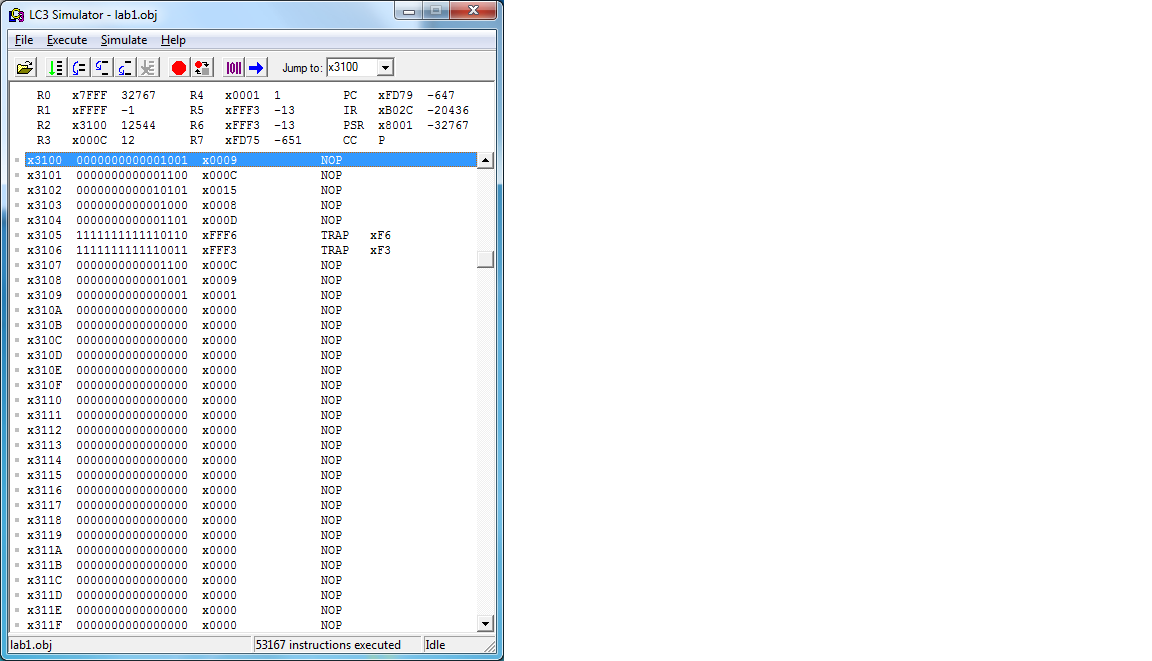 LC3 Simulator - lab1.obj
File Execute Simulate Help
Jump to: x3100
R0 x7FFF 32767 R4 x0001 1 PC xFD79 -647
R1 xFFFF -1 R5 xFFF3 -13 IR xB02C -20436
R2 x3100 12544 R6 xFFF3 -13 PSR x8001 -32767
R3 x000C 12 R7 xFD75 -651 CC P
x3100 0000000000001001 x0009 NOP
x3101 0000000000001100 x000C NOP
x3102 0000000000010101 x0015 NOP
x3103 0000000000001000 x0008 NOP
x3104 0000000000001101 x000D NOP
x3105 1111111111110110 xFFF6 TRAP xF6
x3106 1111111111110011 xFFF3 TRAP xF3
x3107 0000000000001100 x000C NOP
x3108 0000000000001001 x0009 NOP
x3109 0000000000000001 x0001 NOP
x310A 0000000000000000 x0000 NOP
x310B 0000000000000000 x0000 NOP
x310C 0000000000000000 x0000 NOP
x310D 0000000000000000 x0000 NOP
x310E 0000000000000000 x0000 NOP
x310F 0000000000000000 x0000 NOP
x3110 0000000000000000 x0000 NOP
x3111 0000000000000000 x0000 NOP
x3112 0000000000000000 x0000 NOP
x3113 0000000000000000 x0000 NOP
x3114 0000000000000000 x0000 NOP
x3115 0000000000000000 x0000 NOP
x3116 0000000000000000 x0000 NOP
x3117 0000000000000000 x0000 NOP
x3118 0000000000000000 x0000 NOP
x3119 0000000000000000 x0000 NOP
x311A 0000000000000000 x0000 NOP
x311B 0000000000000000 x0000 NOP
x311C 0000000000000000 x0000 NOP
x311D 0000000000000000 x0000 NOP
x311E 0000000000000000 x0000 NOP
x311F 0000000000000000 x0000 NOP
lab1.obj 53167 instructions executed Idle